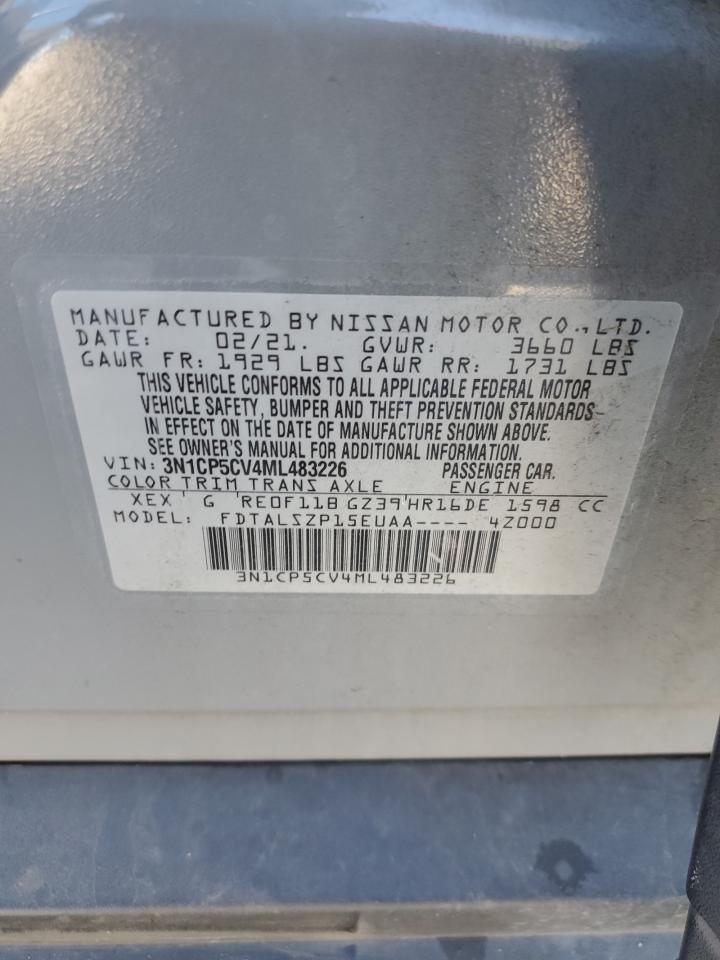 MANUFACTURED BY NISSAN MOTOR CO., LTD.
DATE: 02/21. GVWR: 3660 LBS
GAWR FR: 1929 LBS GAWR RR: 1731 LBS
THIS VEHICLE CONFORMS TO ALL APPLICABLE FEDERAL MOTOR
VEHICLE SAFETY, BUMPER AND THEFT PREVENTION STANDARDS
IN EFFECT ON THE DATE OF MANUFACTURE SHOWN ABOVE.
SEE OWNER'S MANUAL FOR ADDITIONAL INFORMATION.
VIN: 3N1CP5CV4ML483226 PASSENGER CAR.
COLOR TRIM TRANS AXLE ENGINE
XEX G RE0F11B GZ39 HR16DE 1598 CC
MODEL: FDTALSZP15EUAA---- 4Z000
3N1CP5CV4ML483226